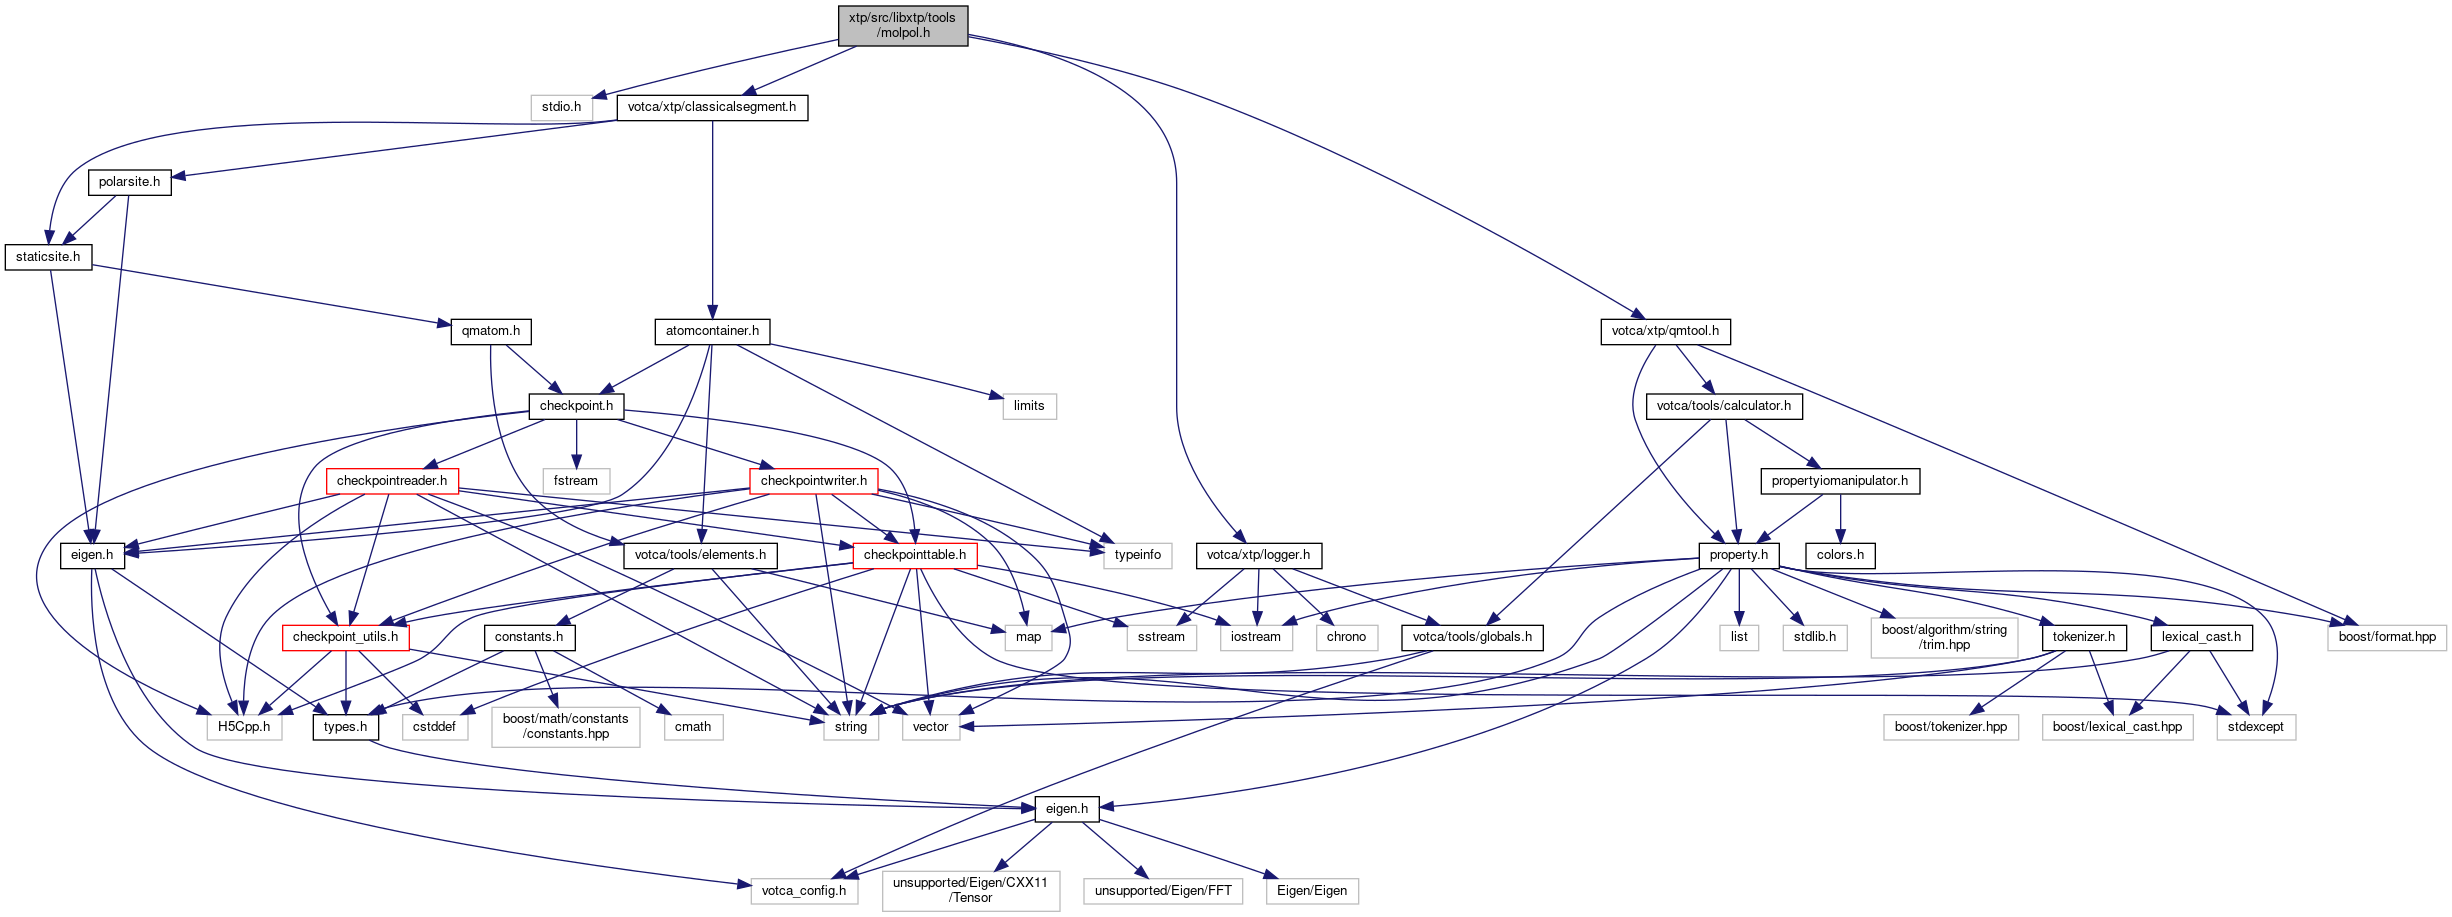 xtp/src/libxtp/tools
/molpol.h
stdio.h
votca/xtp/classicalsegment.h
polarsite.h
staticsite.h
qmatom.h
atomcontainer.h
votca/xtp/qmtool.h
checkpoint.h
limits
votca/tools/calculator.h
checkpointreader.h
fstream
checkpointwriter.h
propertyiomanipulator.h
eigen.h
votca/tools/elements.h
checkpointtable.h
typeinfo
votca/xtp/logger.h
property.h
colors.h
checkpoint_utils.h
constants.h
map
sstream
iostream
chrono
votca/tools/globals.h
list
stdlib.h
boost/algorithm/string
/trim.hpp
tokenizer.h
lexical_cast.h
boost/format.hpp
H5Cpp.h
types.h
cstddef
boost/math/constants
/constants.hpp
cmath
string
vector
boost/tokenizer.hpp
boost/lexical_cast.hpp
stdexcept
eigen.h
votca_config.h
unsupported/Eigen/CXX11
/Tensor
unsupported/Eigen/FFT
Eigen/Eigen